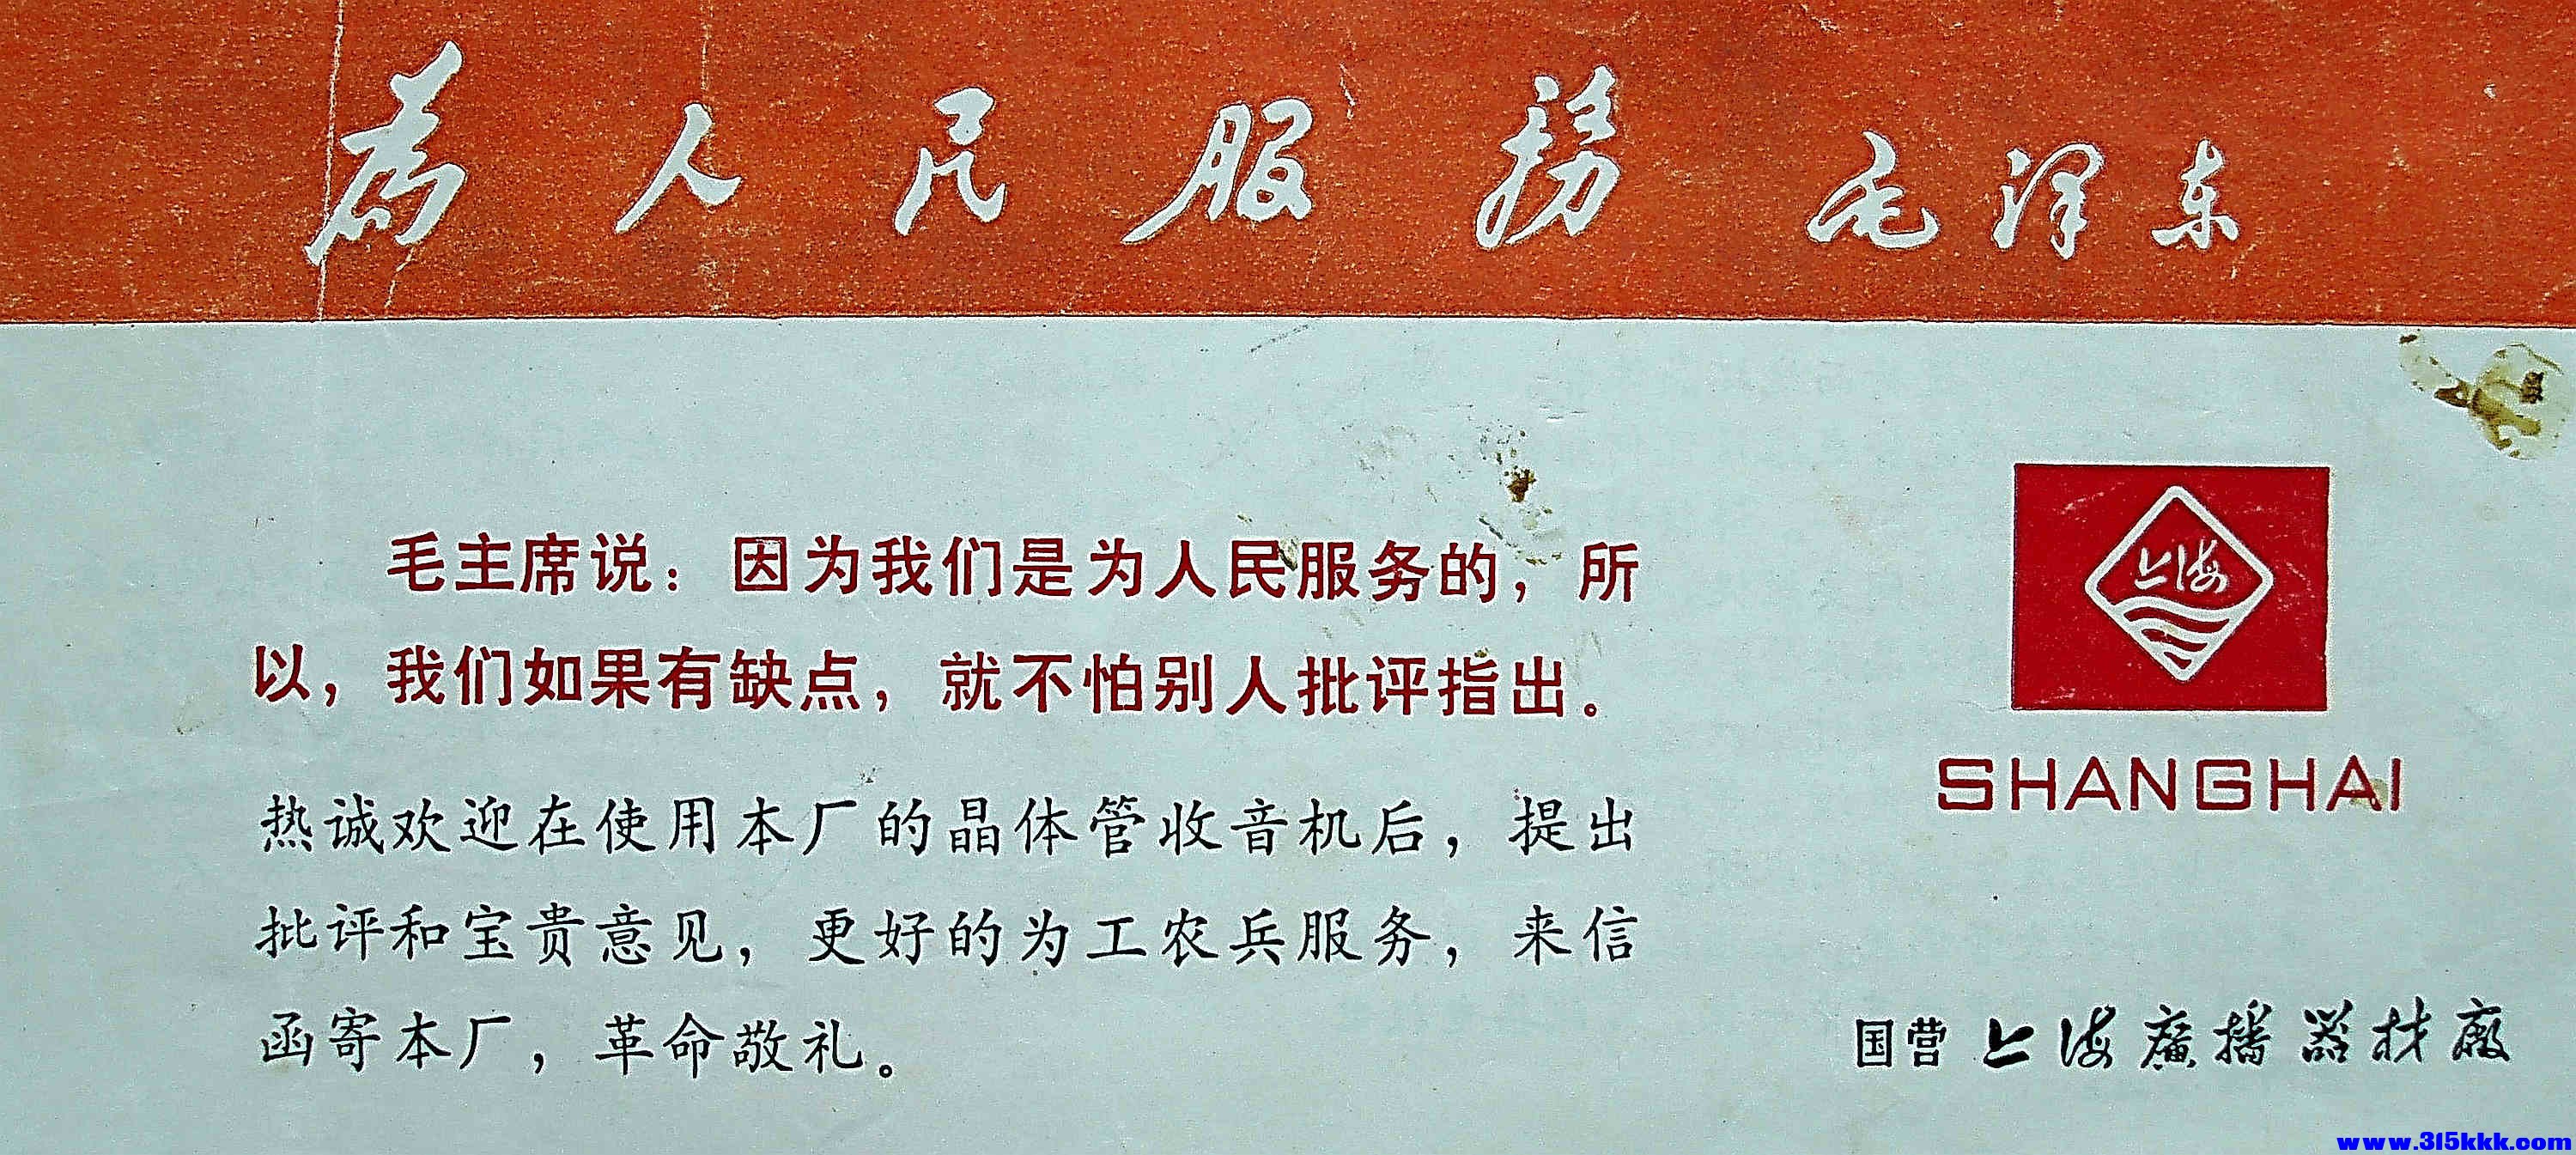 为人民服務 毛泽东
毛主席说：因为我们是为人民服务的，所
以，我们如果有缺点，就不怕别人批评指出。
热诚欢迎在使用本厂的晶体管收音机后，提出
批评和宝贵意见，更好的为工农兵服务，来信
函寄本厂，革命敬礼。
上海
SHANGHAI
国营 上海廣播器材廠
www.315kkk.com